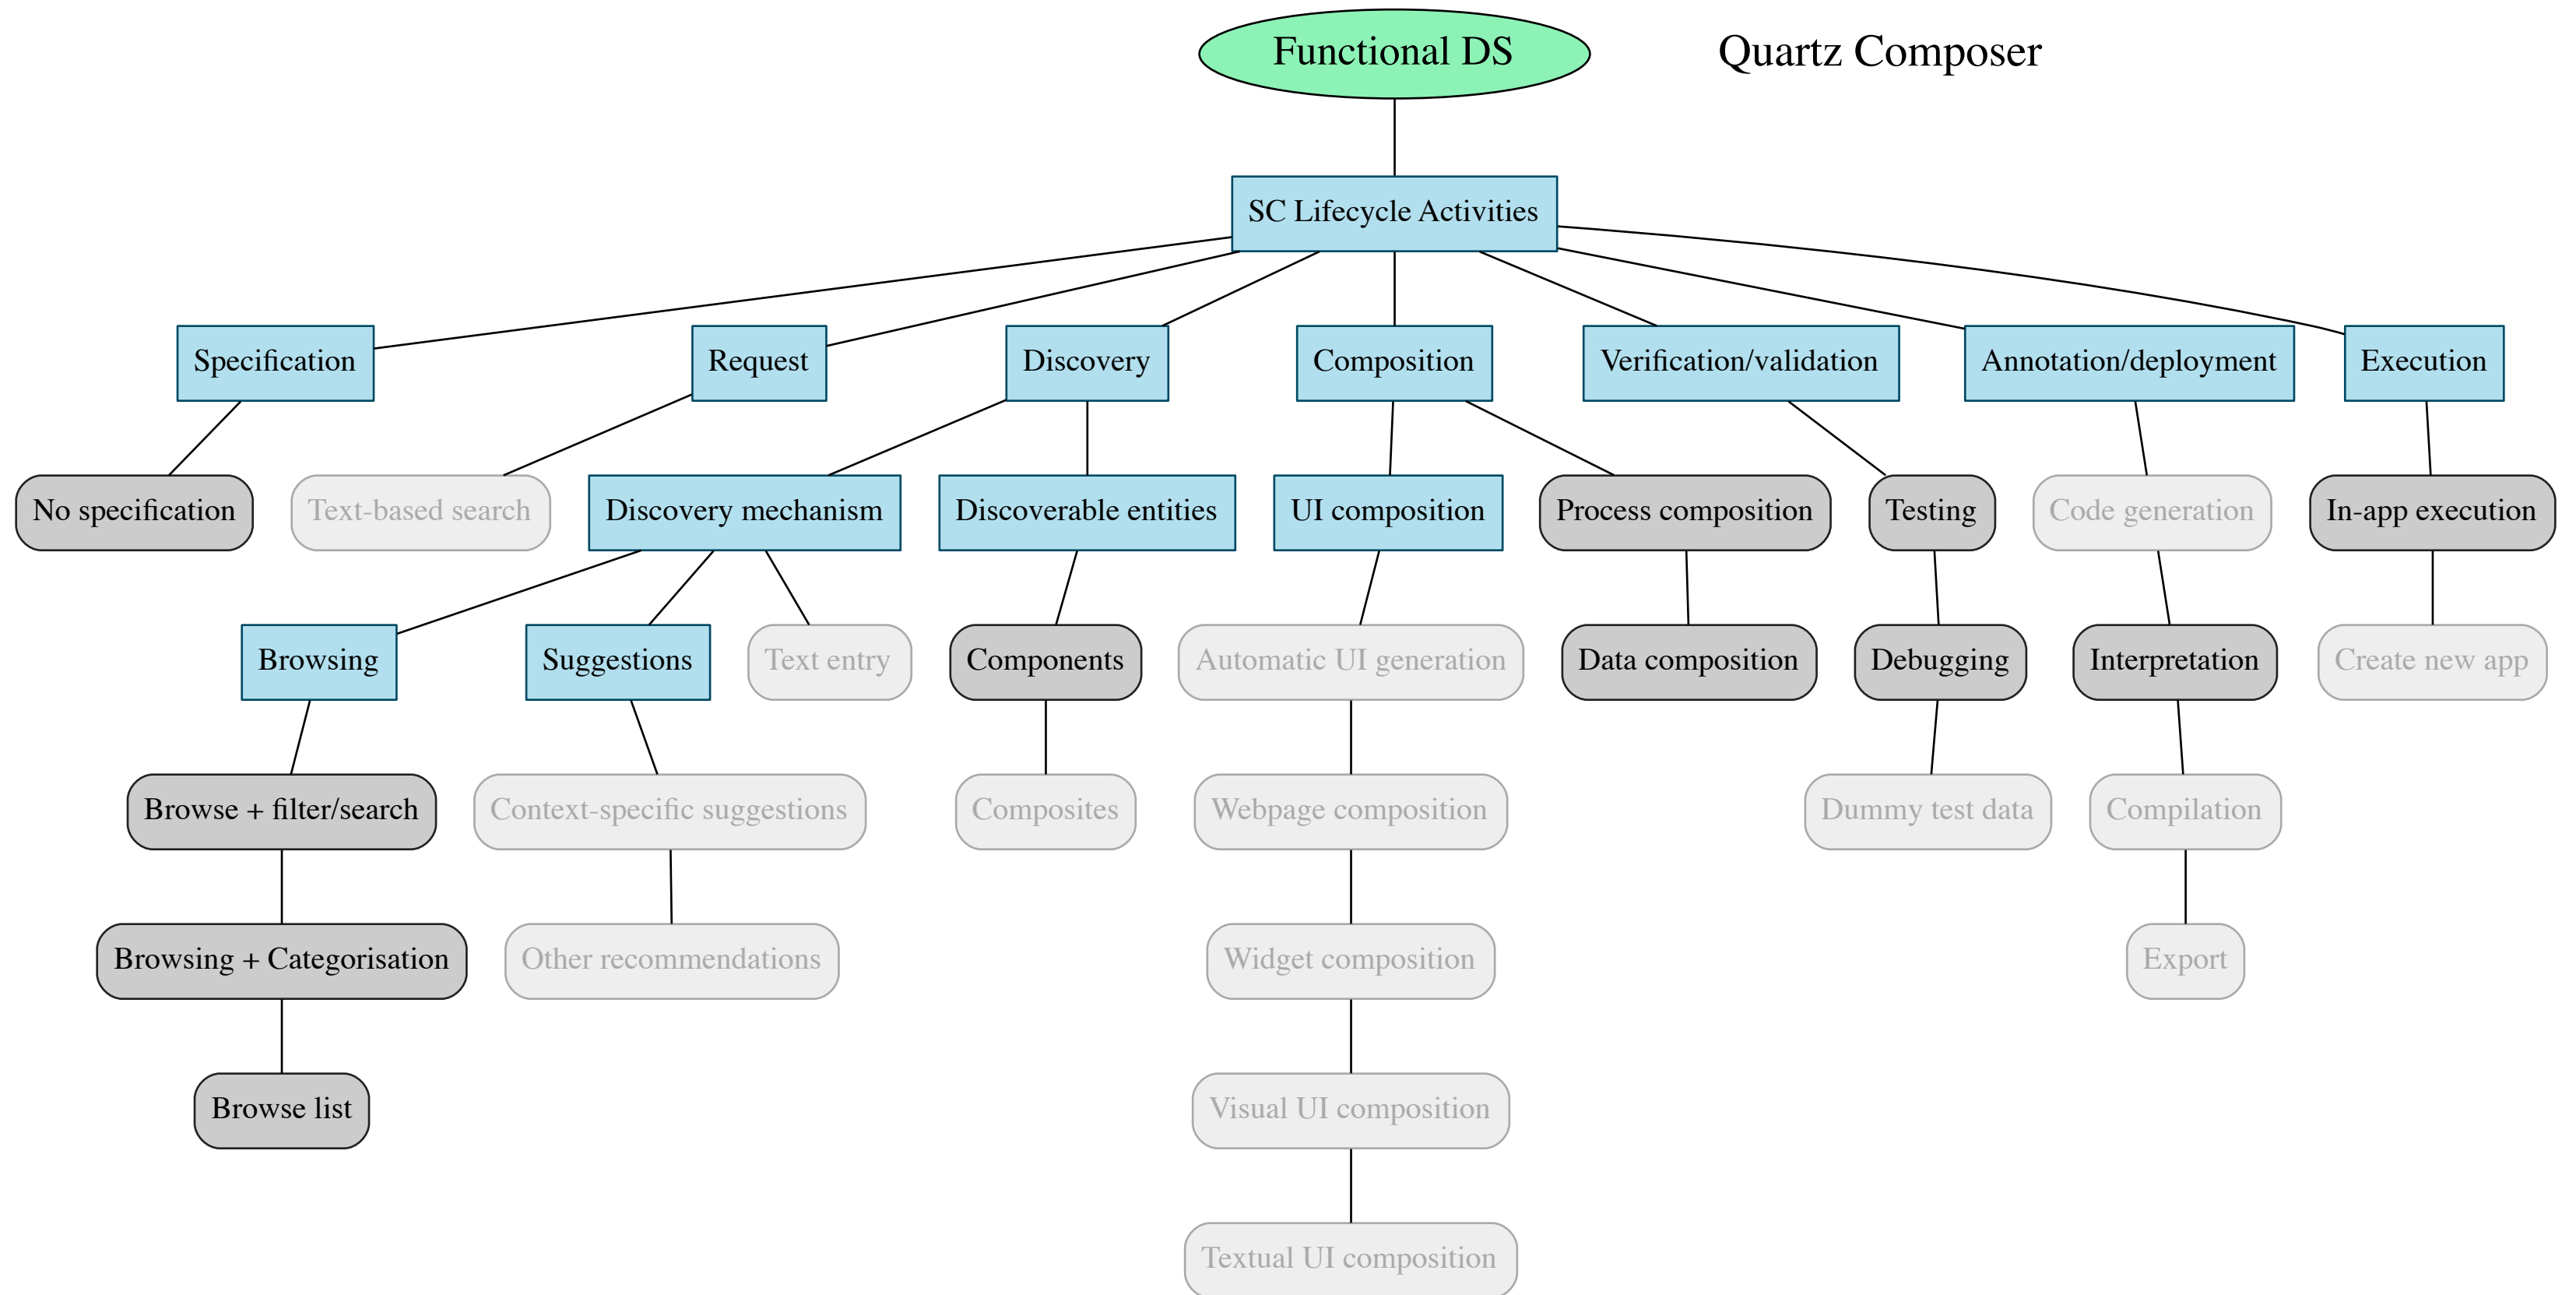 Functional DS
Quartz Composer
SC Lifecycle Activities
Specification
Request
Discovery
Composition
Verification/validation
Annotation/deployment
Execution
No specification
Text-based search
Discovery mechanism
Discoverable entities
UI composition
Process composition
Testing
Code generation
In-app execution
Browsing
Suggestions
Text entry
Components
Automatic UI generation
Data composition
Debugging
Interpretation
Create new app
Browse + filter/search
Context-specific suggestions
Composites
Webpage composition
Dummy test data
Compilation
Browsing + Categorisation
Other recommendations
Widget composition
Export
Browse list
Visual UI composition
Textual UI composition